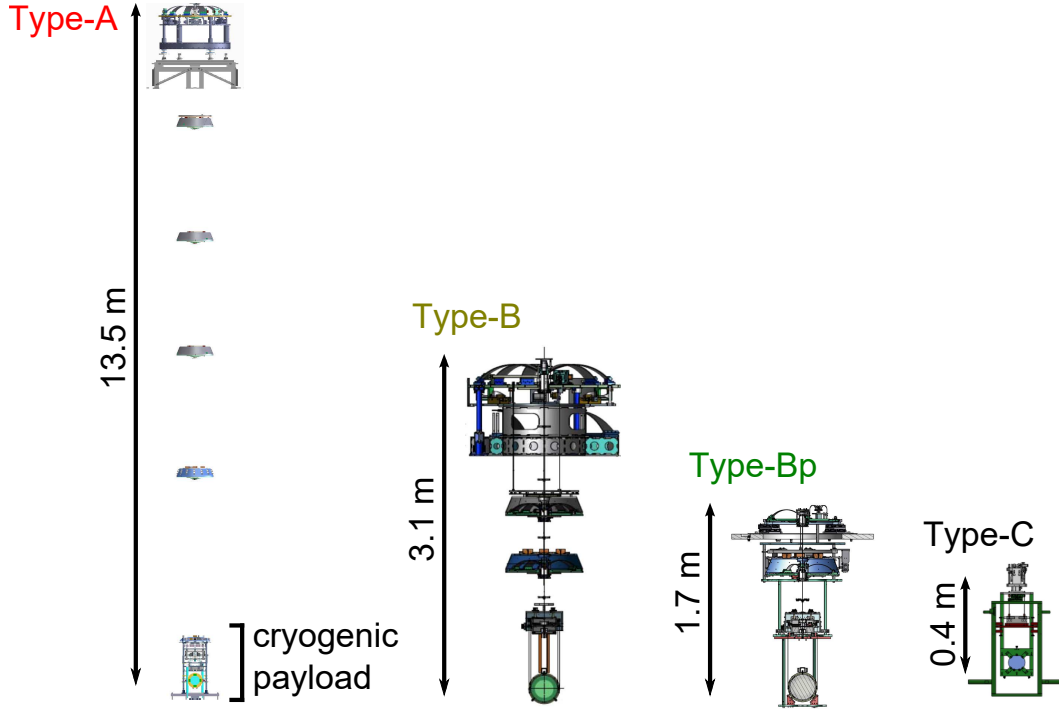 Type-A
13.5 m
cryogenic
payload
Type-B
3.1 m
Type-Bp
1.7 m
Type-C
0.4 m